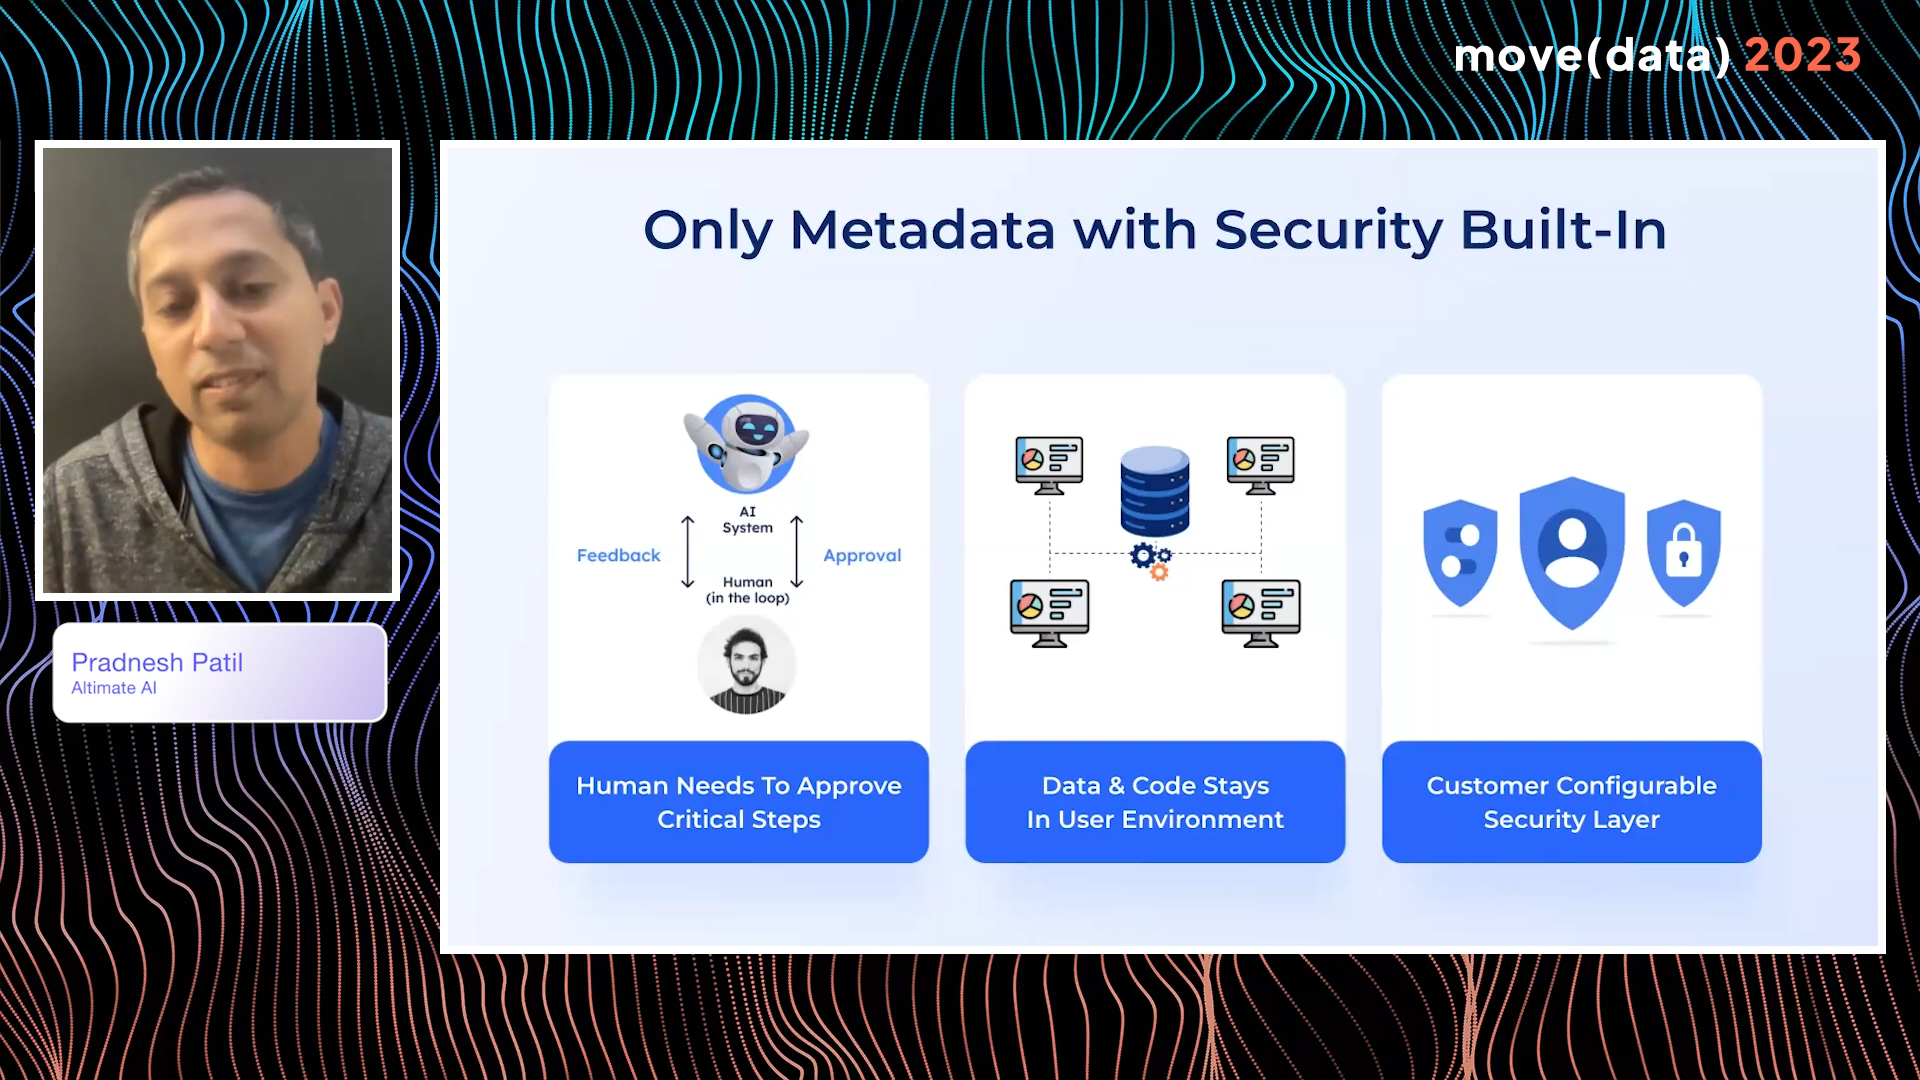 move(data) 2023
Only Metadata with Security Built-In
AI
System
Feedback
Approval
Human
(in the loop)
Human Needs To Approve
Critical Steps
Data & Code Stays
In User Environment
Customer Configurable
Security Layer
Pradnesh Patil
Altimate AI